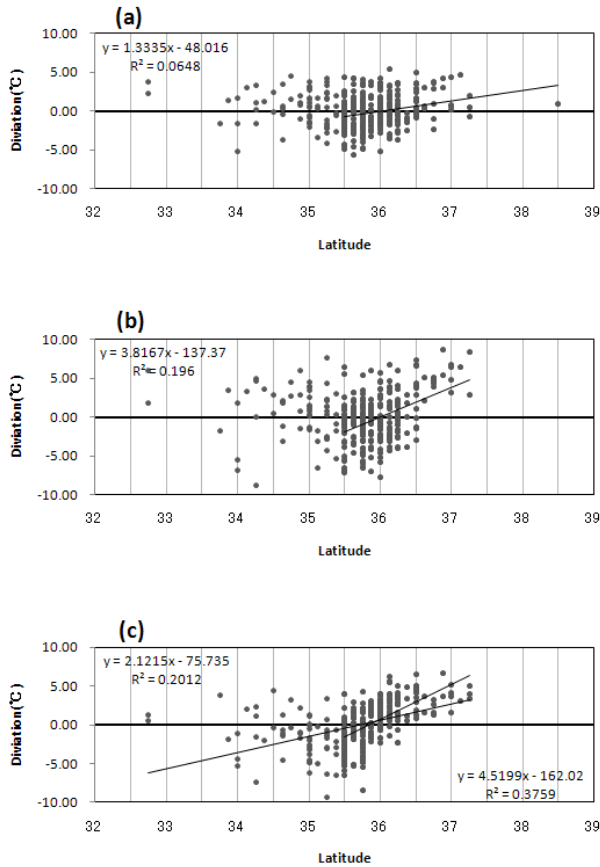 (a)
y = 1.3335x - 48.016
R² = 0.0648
10.00
5.00
0.00
-5.00
-10.00
Diviation(℃)
32 33 34 35 36 37 38 39
Latitude
(b)
y = 3.8167x - 137.37
R² = 0.196
10.00
5.00
0.00
-5.00
-10.00
Diviation(℃)
32 33 34 35 36 37 38 39
Latitude
(c)
y = 2.1215x - 75.735
R² = 0.2012
10.00
5.00
0.00
-5.00
-10.00
Diviation(℃)
y = 4.5199x - 162.02
R² = 0.3759
32 33 34 35 36 37 38 39
Latitude